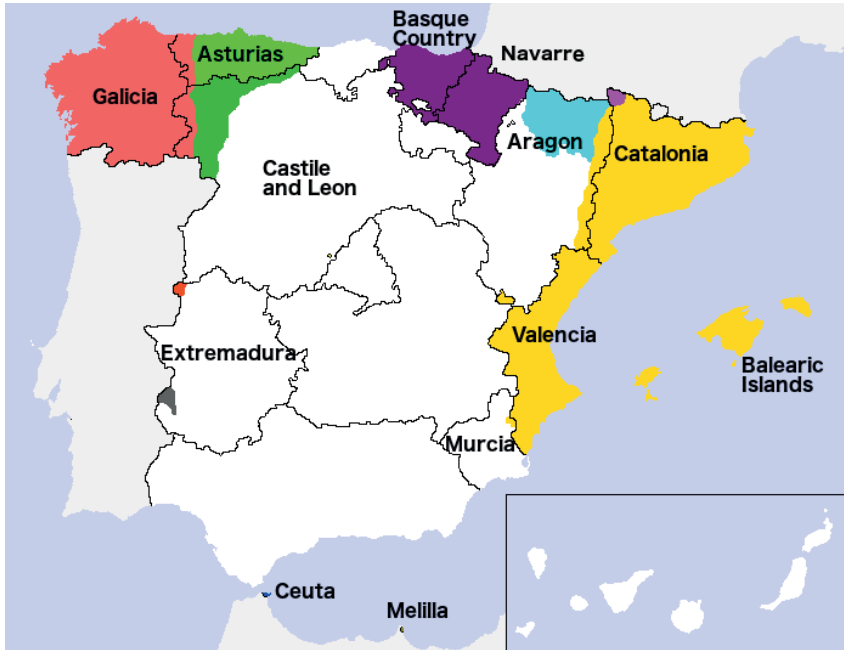 Basque
Country
Navarre
Asturias
Galicia
Aragon
Catalonia
Castile
and Leon
Valencia
Extremadura
Balearic
Islands
Murcia
Ceuta
Melilla